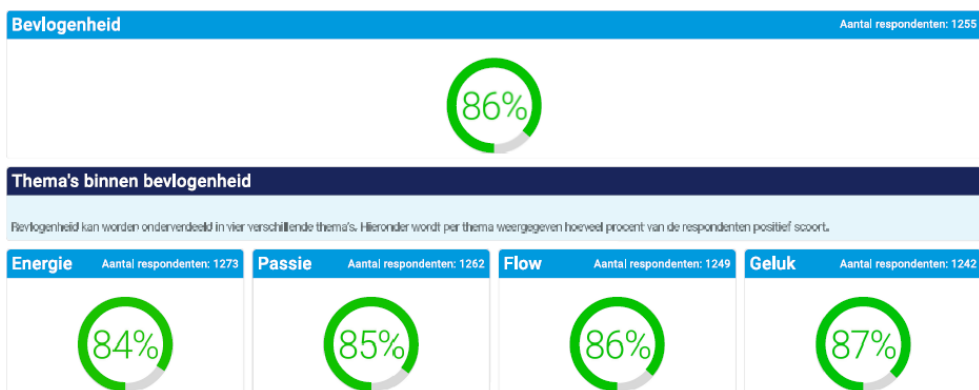 Bevlogenheid Aantal respondenten: 1255
86%
Thema's binnen bevlogenheid
Bevlogenheid kan worden onderverdeeld in vier verschillende thema's. Hieronder wordt per thema weergegeven hoeveel procent van de respondenten positief scoort.
Energie Aantal respondenten: 1273 Passie Aantal respondenten: 1262 Flow Aantal respondenten: 1249 Geluk Aantal respondenten: 1242
84% 85% 86% 87%